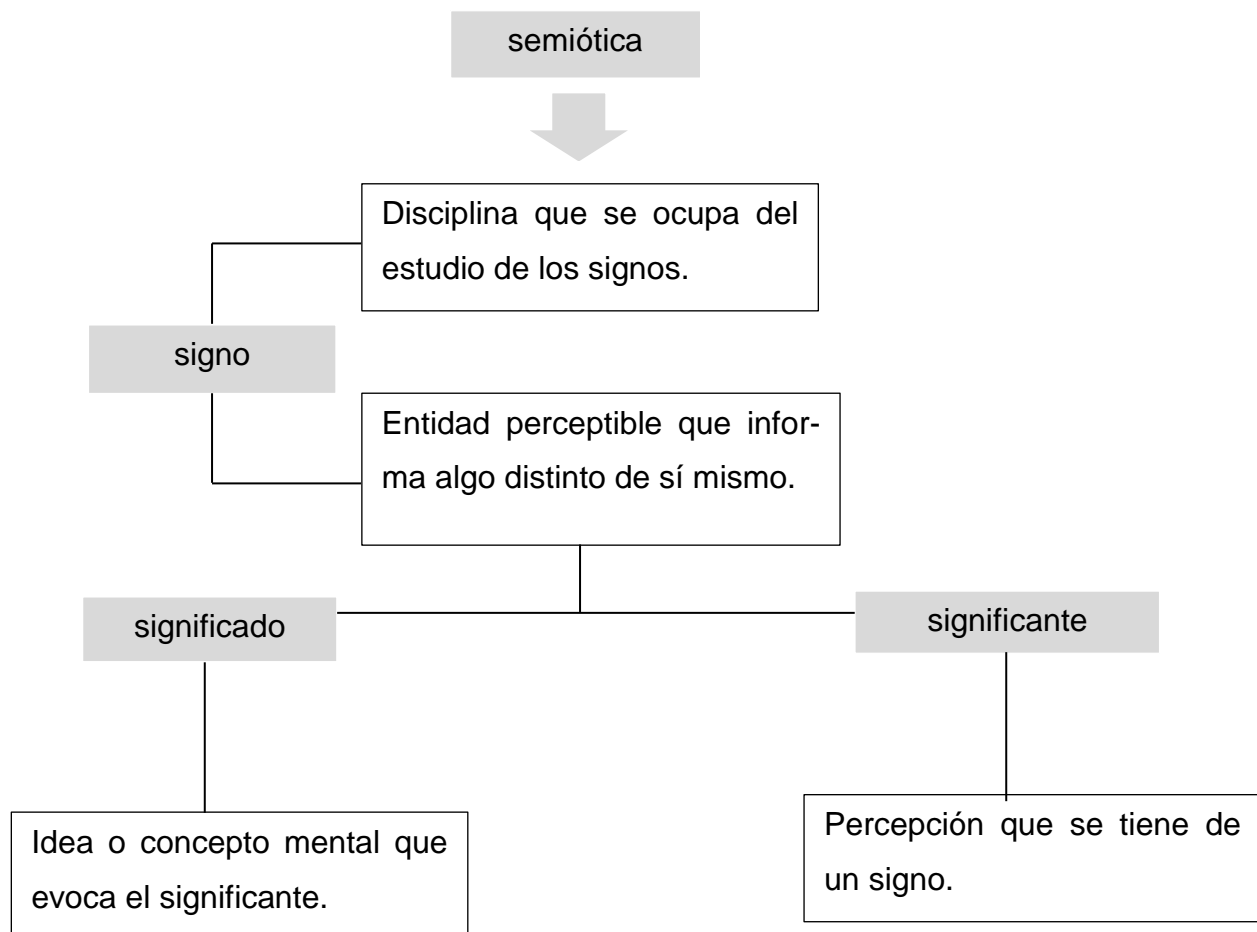 semiótica
Disciplina que se ocupa del
estudio de los signos.
signo
Entidad perceptible que infor-
ma algo distinto de sí mismo.
significado
significante
Idea o concepto mental que
evoca el significante.
Percepción que se tiene de
un signo.